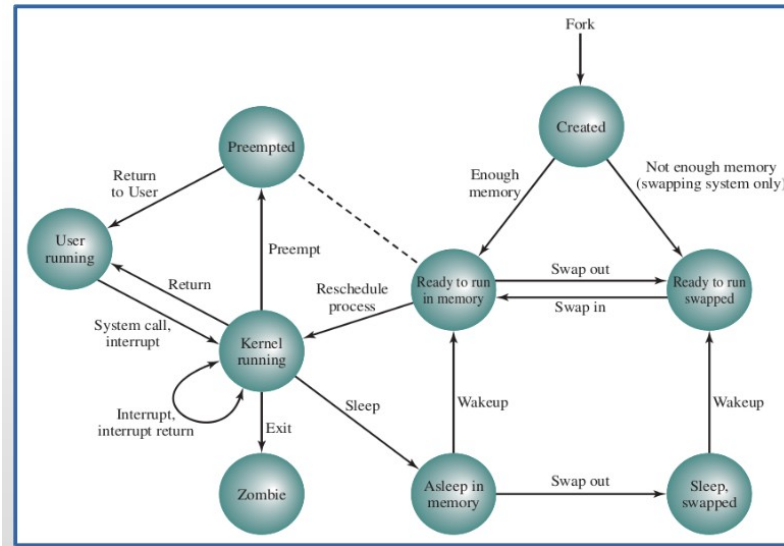 Fork
Created
Preempted
Return
to User
Enough
memory
Not enough memory
(swapping system only)
User
running
Preempt
Return
Reschedule
process
Ready to run
in memory
Swap out
Swap in
Ready to run
swapped
System call,
interrupt
Kernel
running
Interrupt,
interrupt return
Sleep
Wakeup
Wakeup
Exit
Zombie
Asleep in
memory
Swap out
Sleep,
swapped